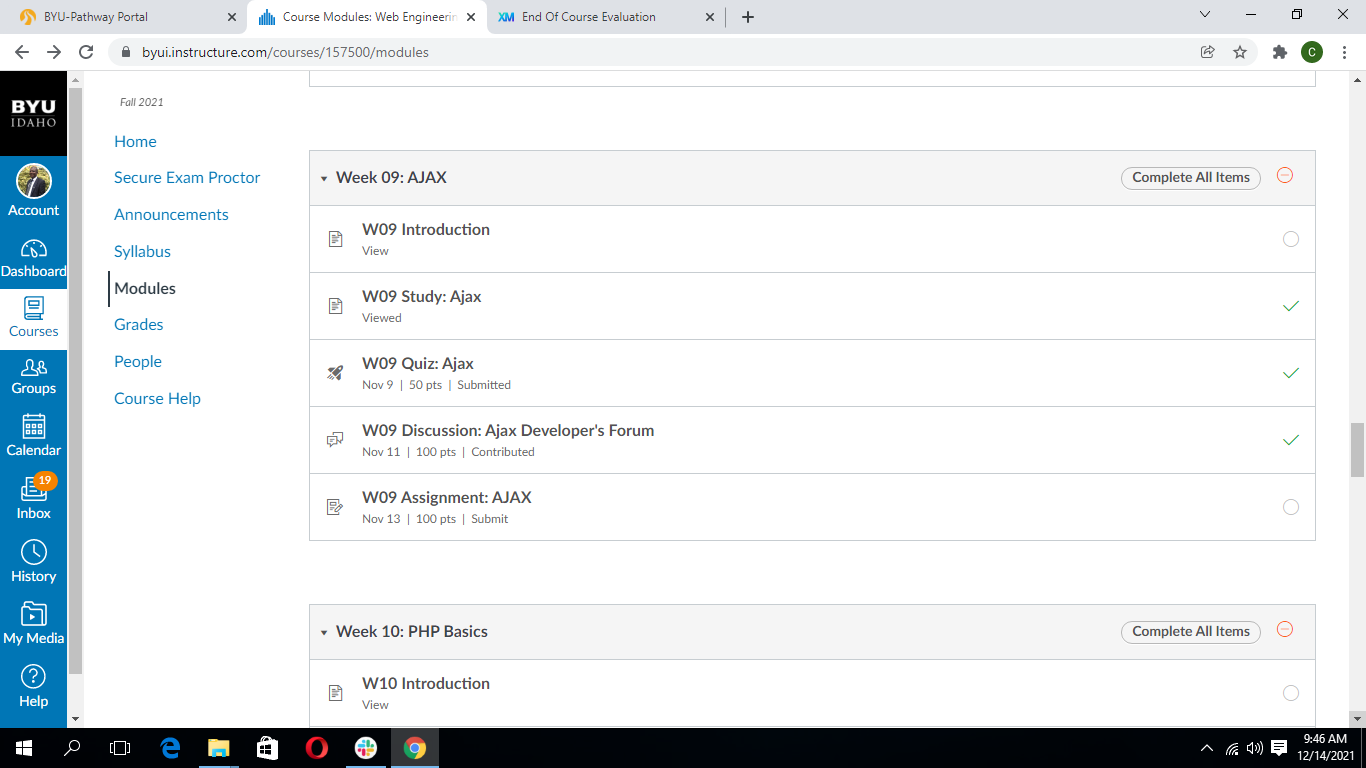 BYU-Pathway Portal
Course Modules: Web Engineerin
End Of Course Evaluation
byui.instructure.com/courses/157500/modules
C
BYU
IDAHO
Account
Dashboard
Courses
Groups
Calendar
19
Inbox
History
My Media
Help
Fall 2021
Home
Secure Exam Proctor
Announcements
Syllabus
Modules
Grades
People
Course Help
Week 09: AJAX
Complete All Items
W09 Introduction
View
W09 Study: Ajax
Viewed
W09 Quiz: Ajax
Nov 9 | 50 pts | Submitted
W09 Discussion: Ajax Developer's Forum
Nov 11 | 100 pts | Contributed
W09 Assignment: AJAX
Nov 13 | 100 pts | Submit
Week 10: PHP Basics
Complete All Items
W10 Introduction
View
9:46 AM
12/14/2021